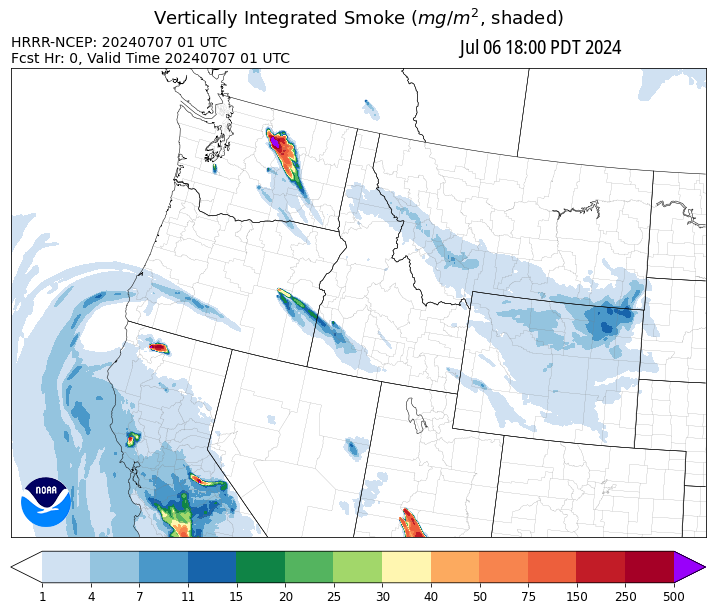 Vertically Integrated Smoke (mg/m², shaded)
HRRR-NCEP: 20240707 01 UTC
Fcst Hr: 0, Valid Time 20240707 01 UTC
Jul 06 18:00 PDT 2024
NOAA
1 4 7 11 15 20 25 30 40 50 75 150 250 500